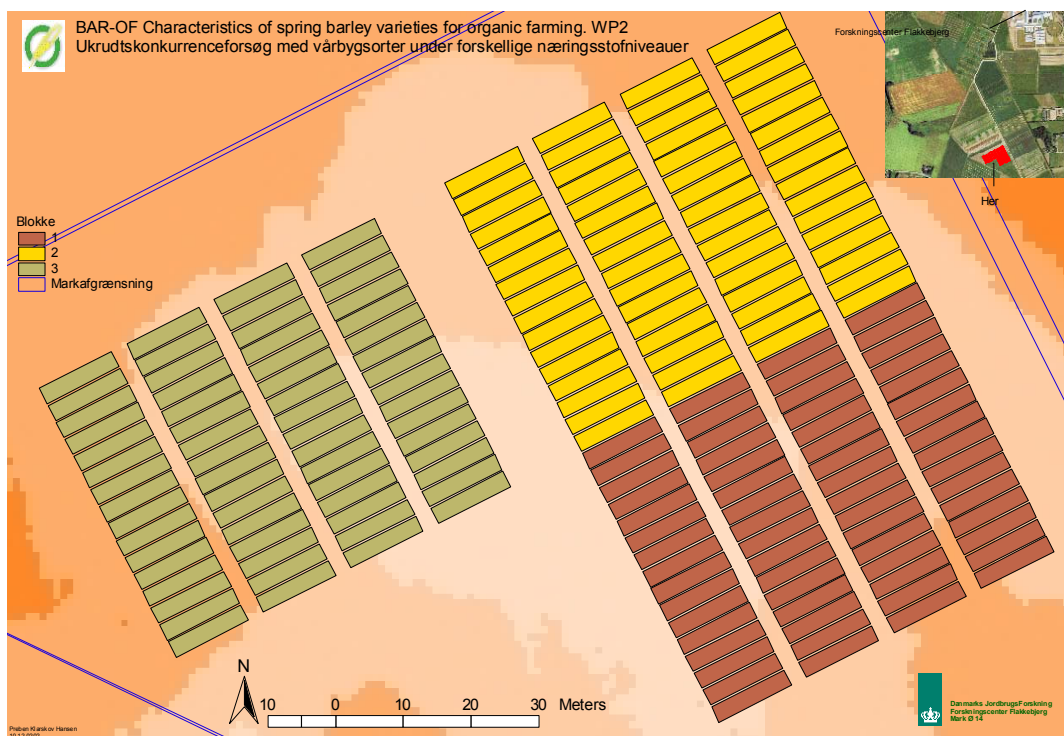 BAR-OF Characteristics of spring barley varieties for organic farming. WP2
Ukrudtskonkurrenceforsøg med vårbygsorter under forskellige næringsstofniveauer
Forskningscenter Flakkebjerg
Her
Blokke
1
2
3
Markafgrænsning
N
10 0 10 20 30 Meters
Preben Klarskov Hansen
Danmarks JordbrugsForskning
Forskningscenter Flakkebjerg
Mark Ø 14